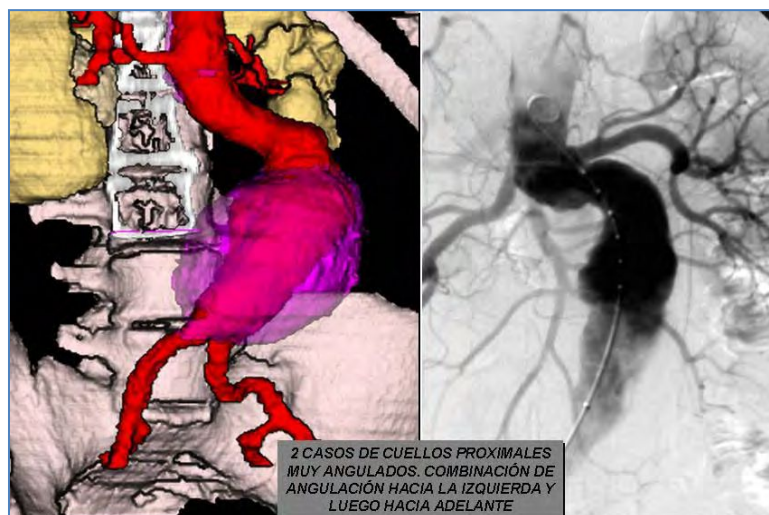 2 CASOS DE CUELLOS PROXIMALES
MUY ANGULADOS. COMBINACIÓN DE
ANGULACIÓN HACIA LA IZQUIERDA Y
LUEGO HACIA ADELANTE